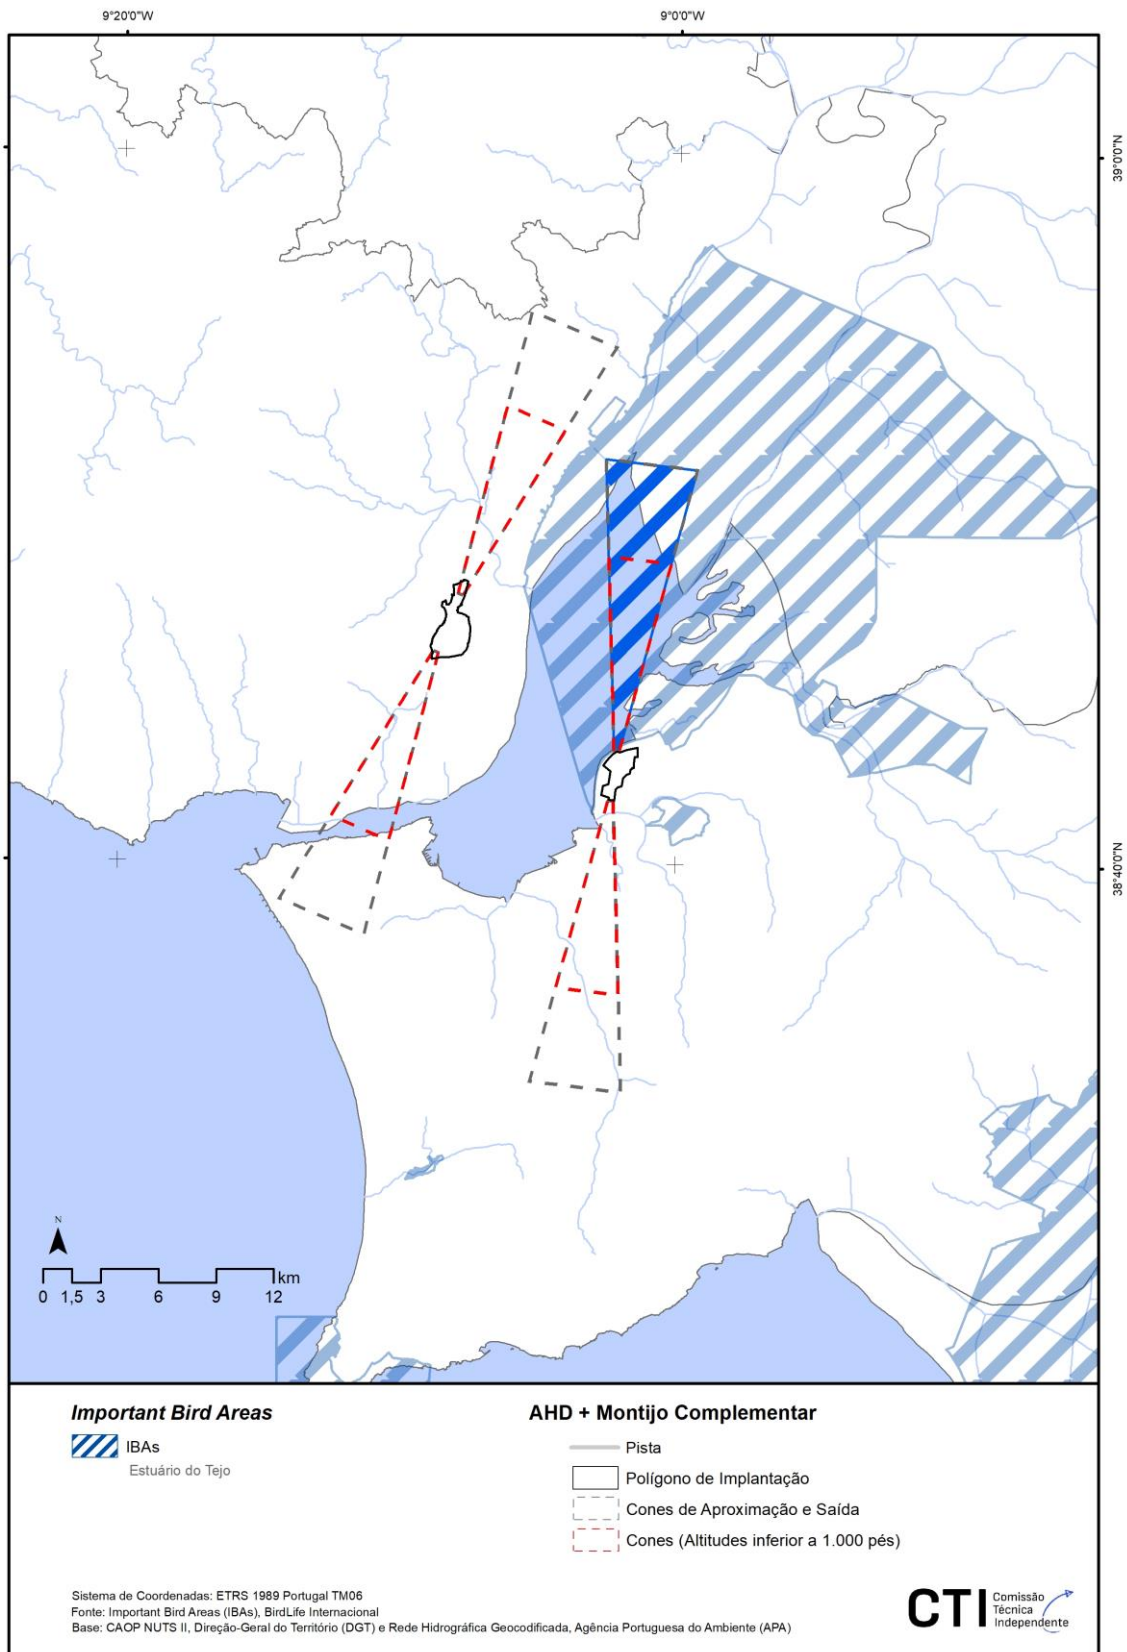 9°20'0"W
9°0'0"W
39°0'0"N
38°40'0"N
N
km
0 1,5 3 6 9 12
Important Bird Areas
IBAs
Estuário do Tejo
AHD + Montijo Complementar
Pista
Polígono de Implantação
Cones de Aproximação e Saída
Cones (Altitudes inferior a 1.000 pés)
Sistema de Coordenadas: ETRS 1989 Portugal TM06
Fonte: Important Bird Areas (IBAs), BirdLife Internacional
Base: CAOP NUTS II, Direção-Geral do Território (DGT) e Rede Hidrográfica Geocodificada, Agência Portuguesa do Ambiente (APA)
CTI
Comissão
Técnica
Independente